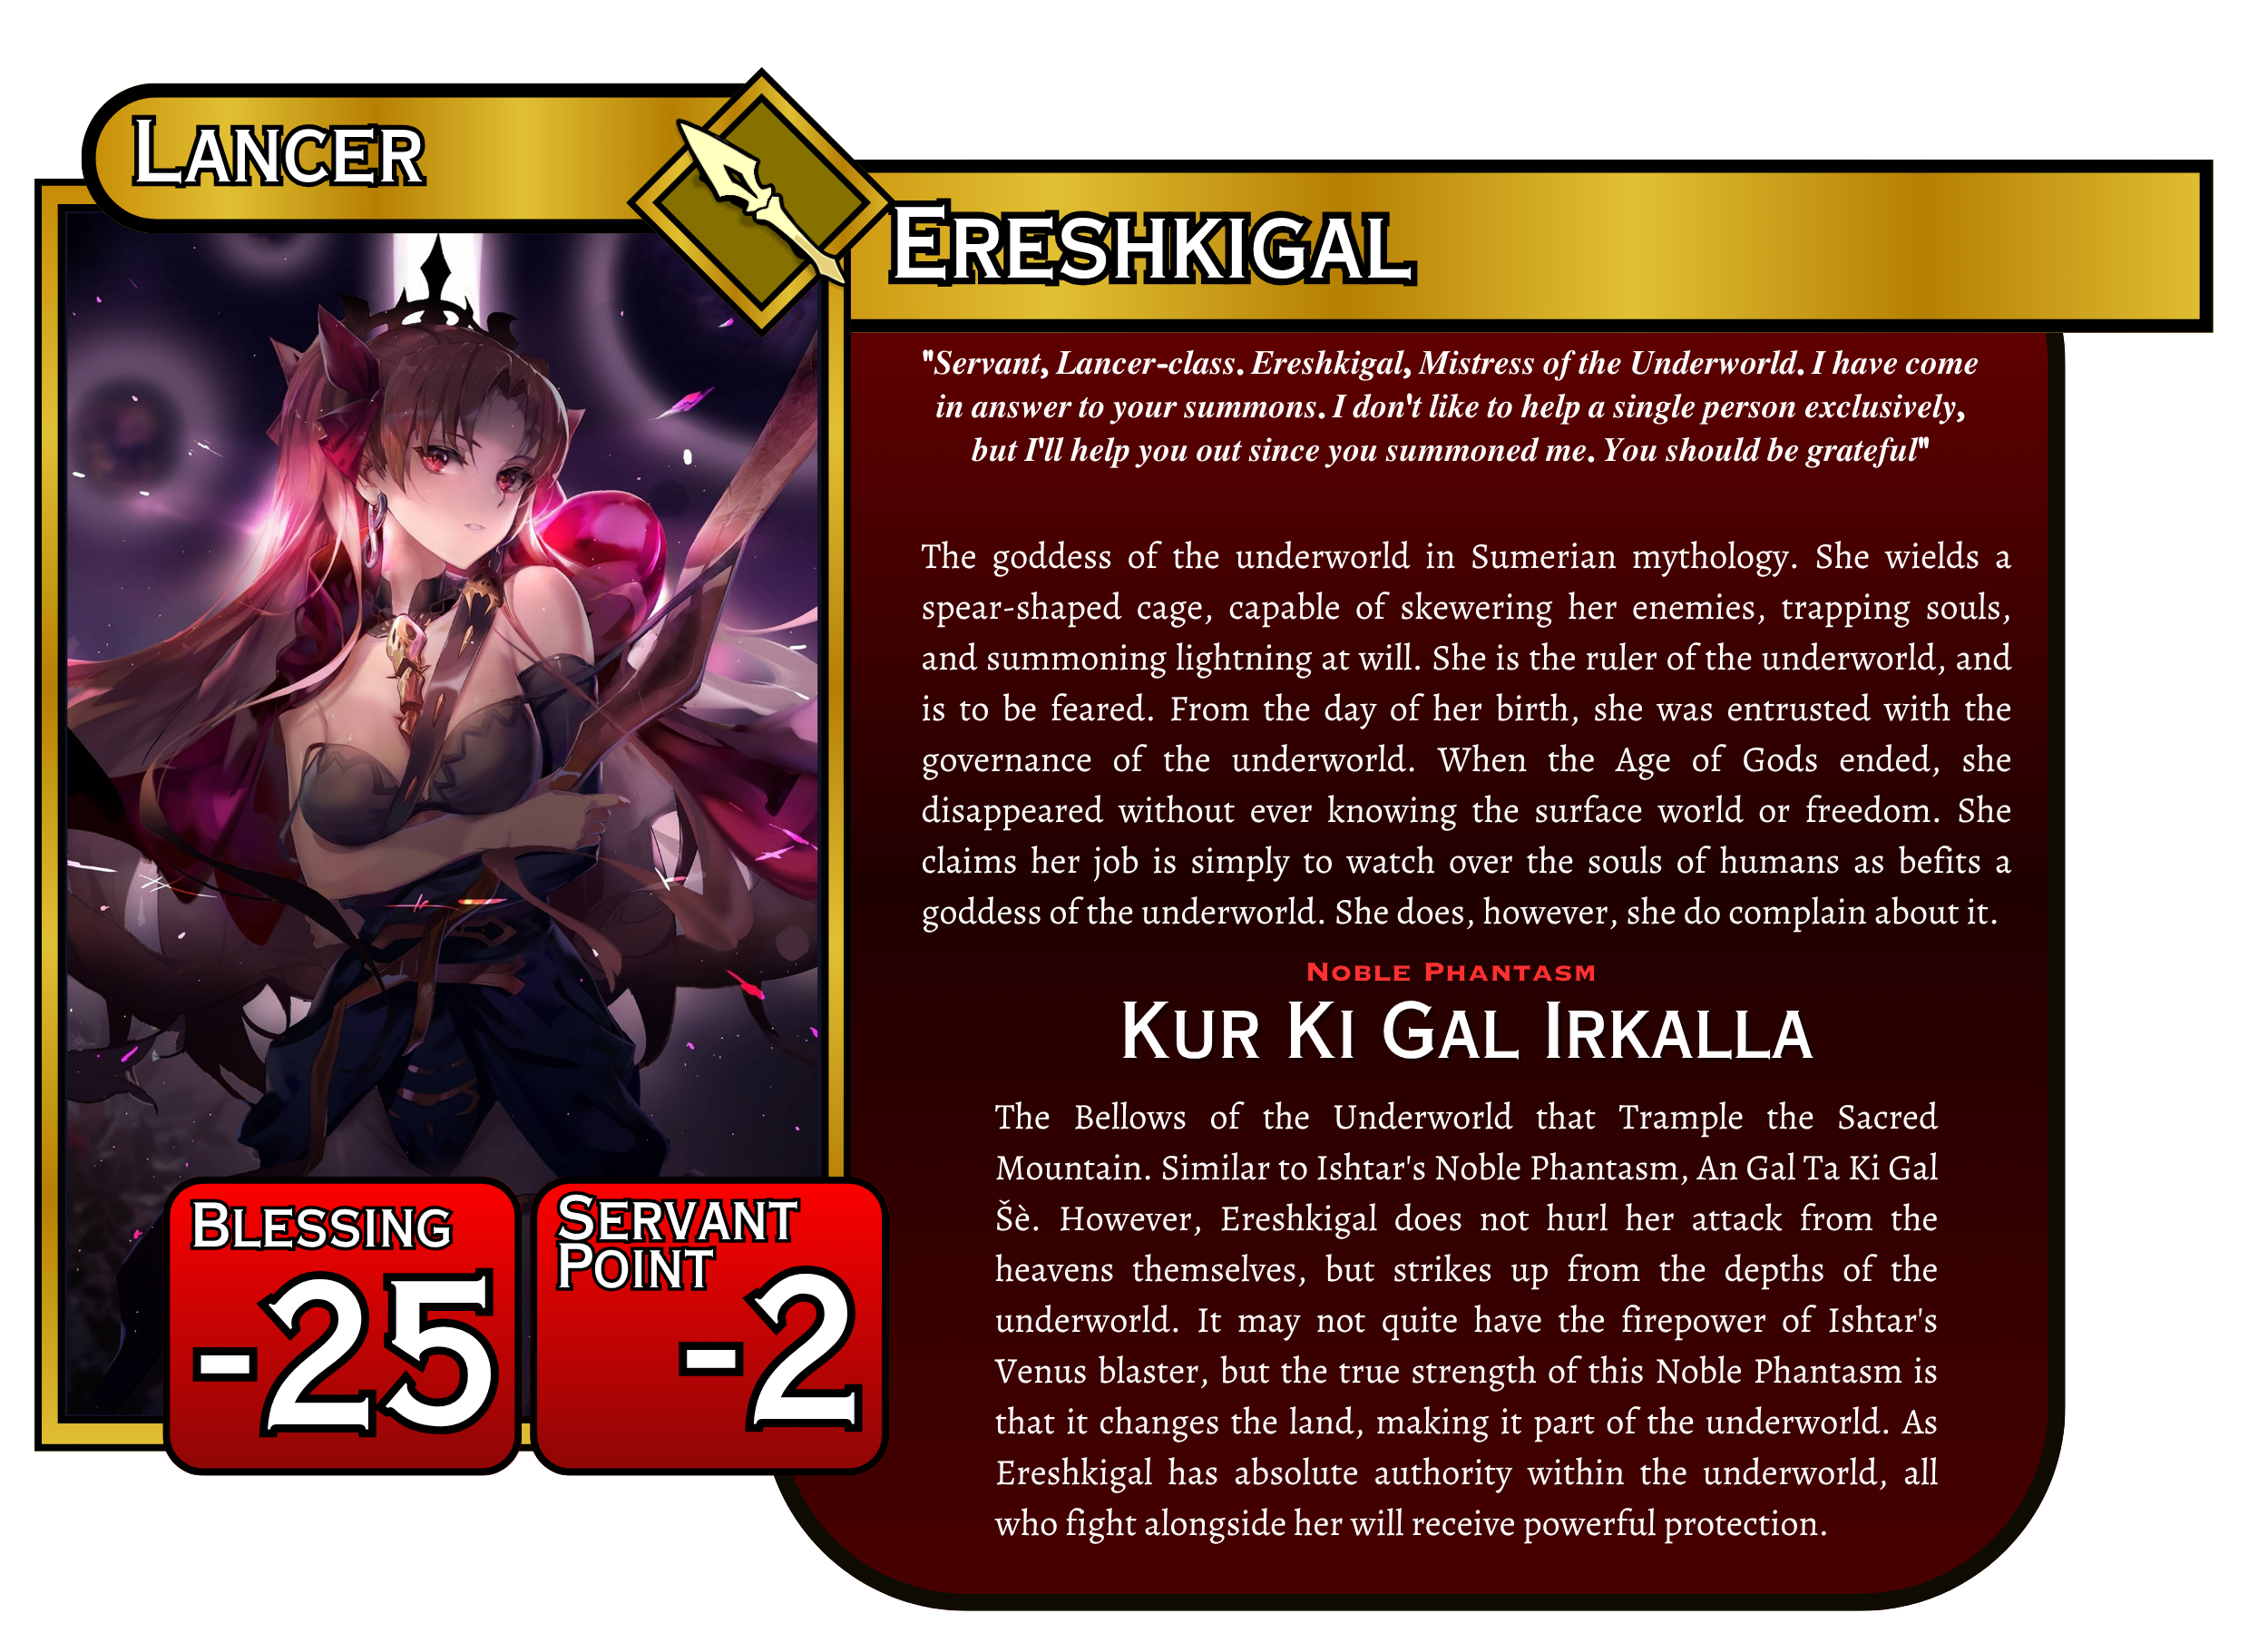 Lancer
Ereshkigal
"Servant, Lancer-class. Ereshkigal, Mistress of the Underworld. I have come
in answer to your summons. I don't like to help a single person exclusively,
but I'll help you out since you summoned me. You should be grateful"
The goddess of the underworld in Sumerian mythology. She wields a
spear-shaped cage, capable of skewering her enemies, trapping souls,
and summoning lightning at will. She is the ruler of the underworld, and
is to be feared. From the day of her birth, she was entrusted with the
governance of the underworld. When the Age of Gods ended, she
disappeared without ever knowing the surface world or freedom. She
claims her job is simply to watch over the souls of humans as befits a
goddess of the underworld. She does, however, she do complain about it.
Noble Phantasm
Kur Ki Gal Irkalla
The Bellows of the Underworld that Trample the Sacred
Mountain. Similar to Ishtar's Noble Phantasm, An Gal Ta Ki Gal
Šè. However, Ereshkigal does not hurl her attack from the
heavens themselves, but strikes up from the depths of the
underworld. It may not quite have the firepower of Ishtar's
Venus blaster, but the true strength of this Noble Phantasm is
that it changes the land, making it part of the underworld. As
Ereshkigal has absolute authority within the underworld, all
who fight alongside her will receive powerful protection.
Blessing
-25
Servant
Point
-2